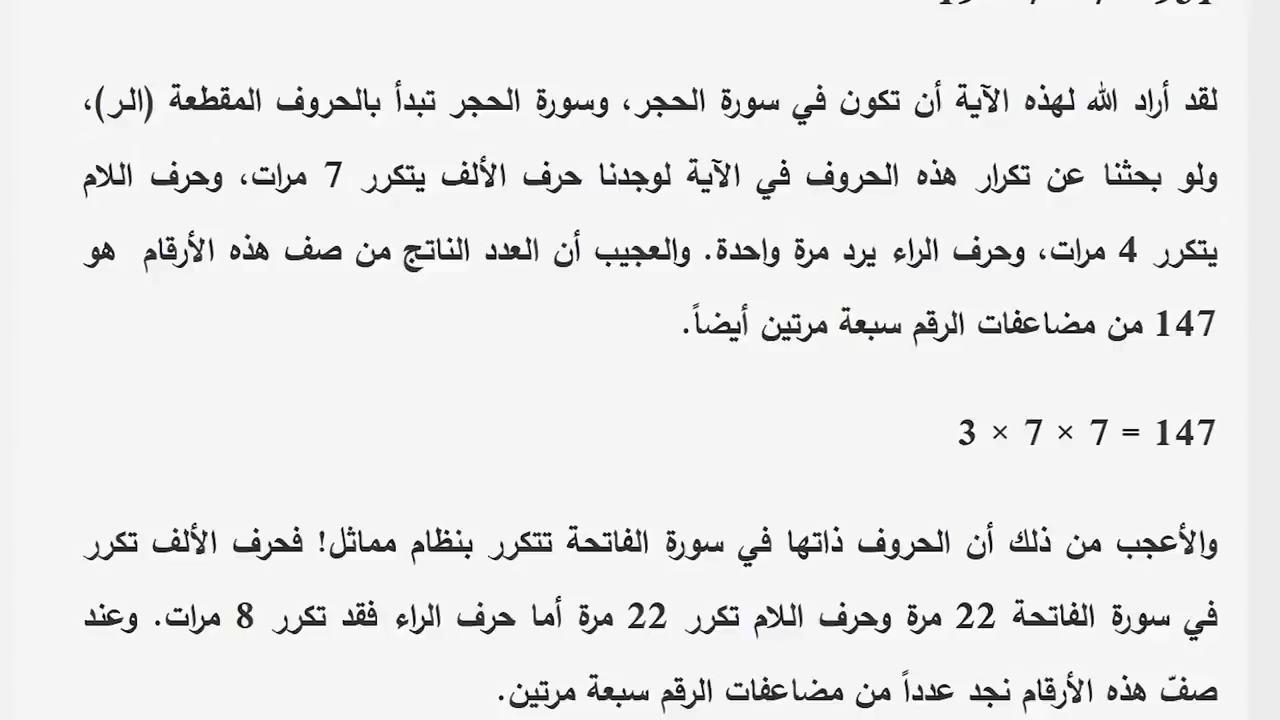 لقد أراد الله لهذه الآية أن تكون في سورة الحجر، وسورة الحجر تبدأ بالحروف المقطعة (الر)،
ولو بحثنا عن تكرار هذه الحروف في الآية لوجدنا حرف الألف يتكرر 7 مرات، وحرف اللام
يتكرر 4 مرات، وحرف الراء يرد مرة واحدة. والعجيب أن العدد الناتج من صف هذه الأرقام هو
147 من مضاعفات الرقم سبعة مرتين أيضاً.
3 × 7 × 7 = 147
والأعجب من ذلك أن الحروف ذاتها في سورة الفاتحة تتكرر بنظام مماثل! فحرف الألف تكرر
في سورة الفاتحة 22 مرة وحرف اللام تكرر 22 مرة أما حرف الراء فقد تكرر 8 مرات. وعند
صفّ هذه الأرقام نجد عدداً من مضاعفات الرقم سبعة مرتين.